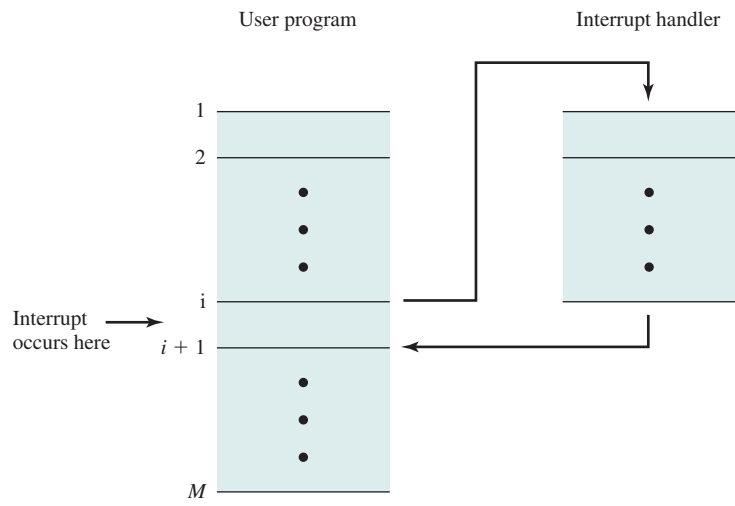 User program
Interrupt handler
1
2
i
Interrupt
occurs here
i + 1
M